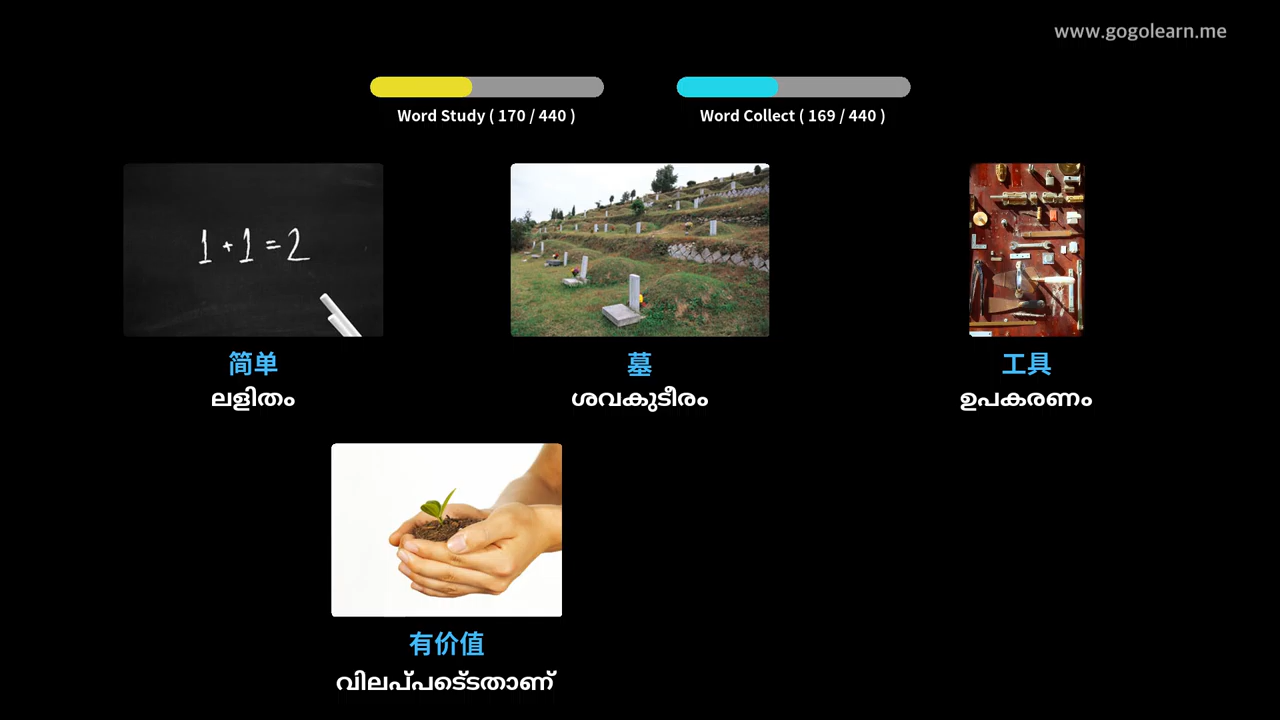 www.gogolearn.me
Word Study ( 170 / 440 )
Word Collect ( 169 / 440 )
1 + 1 = 2
简单
墓
工具
ലളിതം
ശവകുടീരം
ഉപകരണം
有价值
വിലപ്പെട്ടതാണ്